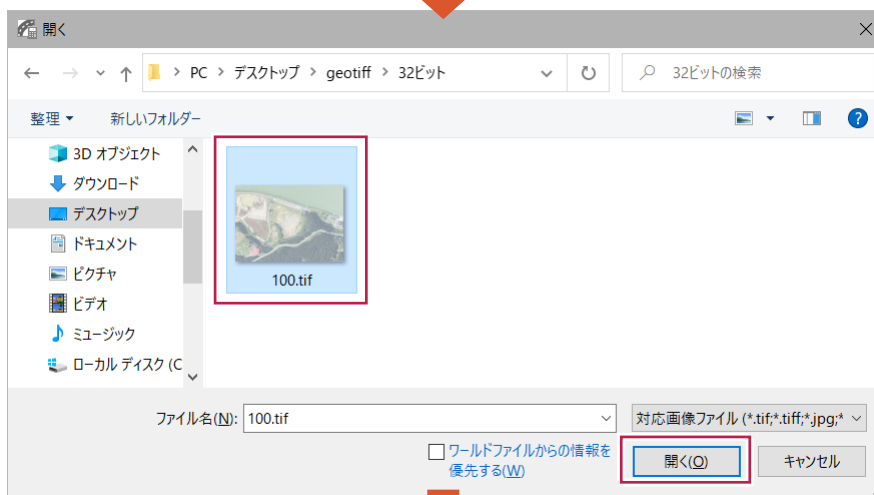 開く
PC > デスクトップ > geotiff > 32ビット
32ビットの検索
整理 新しいフォルダー
3D オブジェクト
ダウンロード
デスクトップ
ドキュメント
ピクチャ
ビデオ
ミュージック
ローカル ディスク (C
100.tif
ファイル名(N): 100.tif
対応画像ファイル (*.tif;*.tiff;*.jpg;*
ワールドファイルからの情報を
優先する(W)
開く(O)
キャンセル